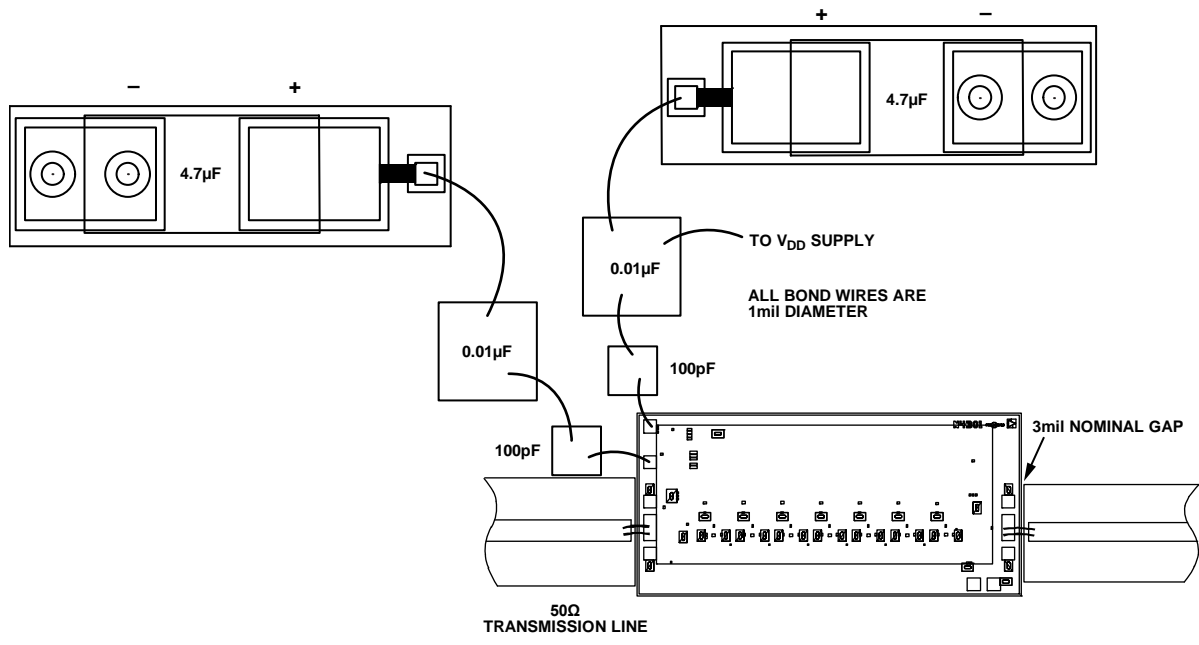 + −
− +
4.7µF
4.7µF
TO VDD SUPPLY
0.01µF
ALL BOND WIRES ARE
1mil DIAMETER
0.01µF
100pF
3mil NOMINAL GAP
100pF
50Ω
TRANSMISSION LINE